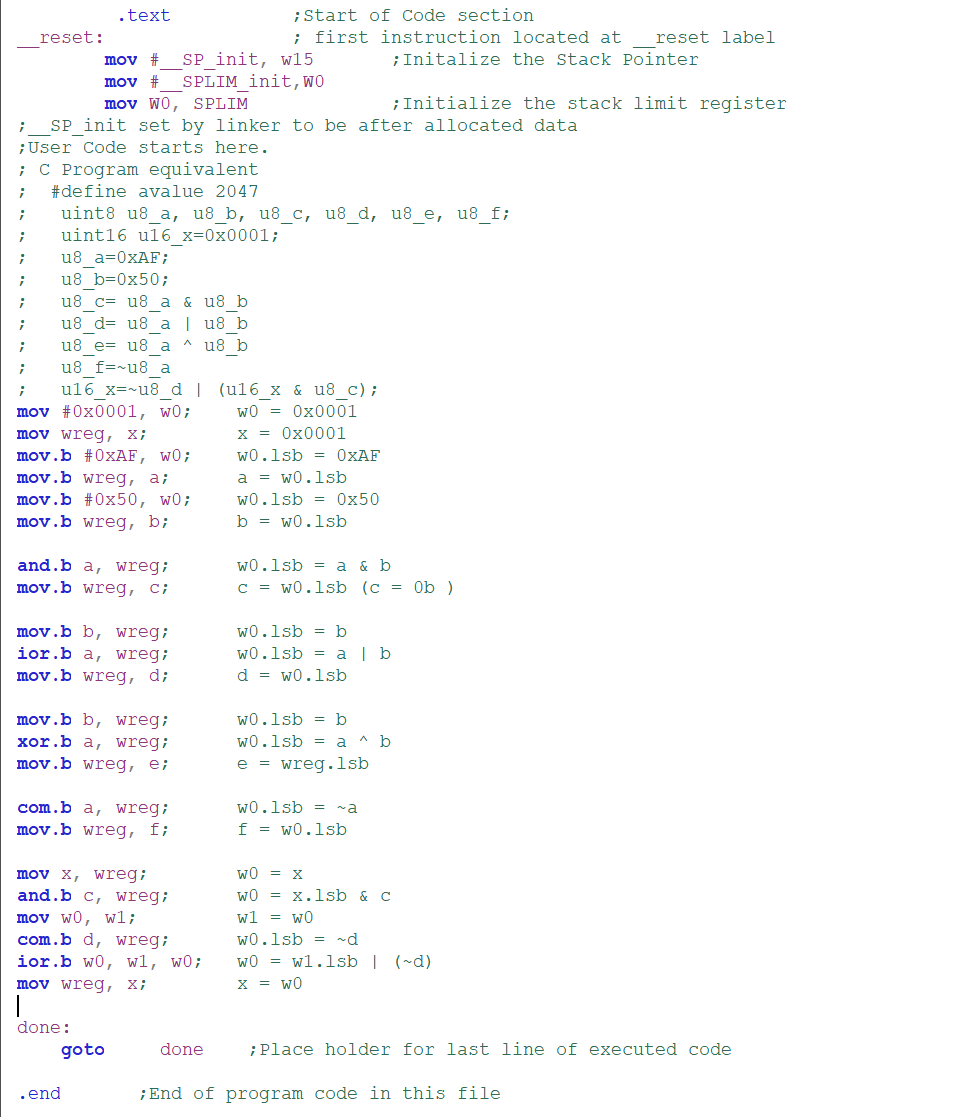 .text ;Start of Code section
__reset: ; first instruction located at __reset label
mov #__SP_init, w15 ;Initalize the Stack Pointer
mov #__SPLIM_init,W0
mov W0, SPLIM ;Initialize the stack limit register
;__SP_init set by linker to be after allocated data
;User Code starts here.
; C Program equivalent
; #define avalue 2047
; uint8 u8_a, u8_b, u8_c, u8_d, u8_e, u8_f;
; uint16 u16_x=0x0001;
; u8_a=0xAF;
; u8_b=0x50;
; u8_c= u8_a & u8_b
; u8_d= u8_a | u8_b
; u8_e= u8_a ^ u8_b
; u8_f=~u8_a
; u16_x=~u8_d | (u16_x & u8_c);
mov #0x0001, w0; w0 = 0x0001
mov wreg, x; x = 0x0001
mov.b #0xAF, w0; w0.lsb = 0xAF
mov.b wreg, a; a = w0.lsb
mov.b #0x50, w0; w0.lsb = 0x50
mov.b wreg, b; b = w0.lsb
and.b a, wreg; w0.lsb = a & b
mov.b wreg, c; c = w0.lsb (c = 0b )
mov.b b, wreg; w0.lsb = b
ior.b a, wreg; w0.lsb = a | b
mov.b wreg, d; d = w0.lsb
mov.b b, wreg; w0.lsb = b
xor.b a, wreg; w0.lsb = a ^ b
mov.b wreg, e; e = wreg.lsb
com.b a, wreg; w0.lsb = ~a
mov.b wreg, f; f = w0.lsb
mov x, wreg; w0 = x
and.b c, wreg; w0 = x.lsb & c
mov w0, w1; w1 = w0
com.b d, wreg; w0.lsb = ~d
ior.b w0, w1, w0; w0 = w1.lsb | (~d)
mov wreg, x; x = w0
done:
goto done ;Place holder for last line of executed code
.end ;End of program code in this file